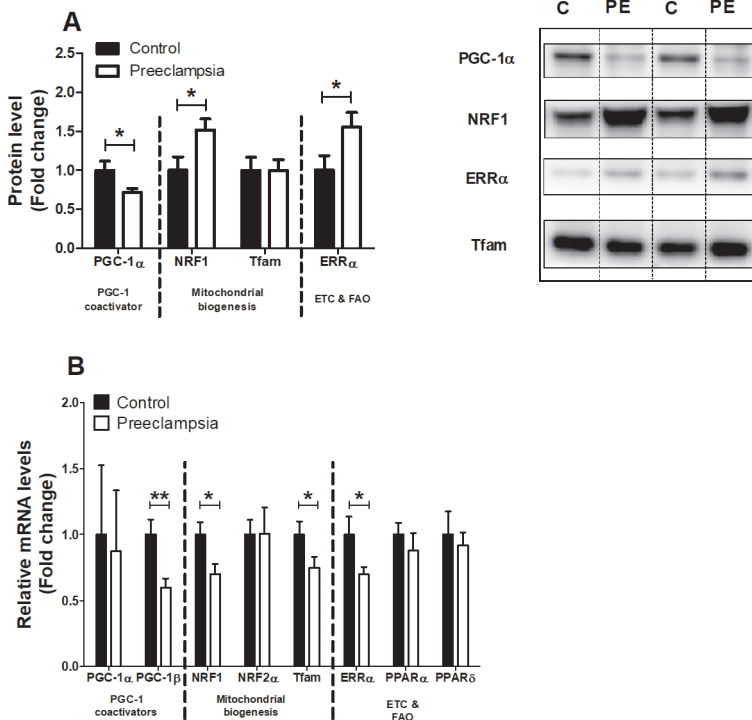 A
Control
Preeclampsia
Protein level
(Fold change)
2.5
2.0
1.5
1.0
0.5
0.0
*
*
*
PGC-1α NRF1 Tfam ERRα
PGC-1
coactivator
Mitochondrial
biogenesis
ETC & FAO
C PE C PE
PGC-1α
NRF1
ERRα
Tfam
B
Control
Preeclampsia
Relative mRNA levels
(Fold change)
2.0
1.5
1.0
0.5
0.0
**
*
*
*
PGC-1α PGC-1β NRF1 NRF2α Tfam ERRα PPARα PPARδ
PGC-1
coactivators
Mitochondrial
biogenesis
ETC &
FAO